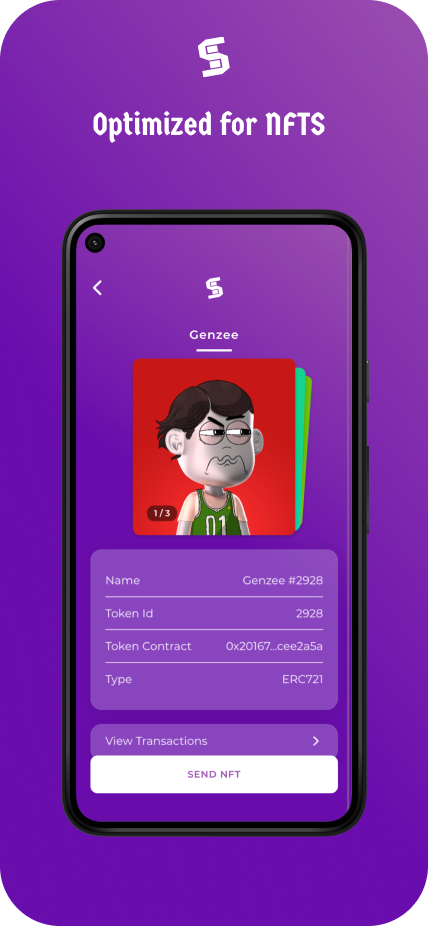 Optimized for NFTS
Genzee
1/3
01
Name Genzee #2928
Token Id 2928
Token Contract 0x20167...cee2a5a
Type ERC721
View Transactions
SEND NFT